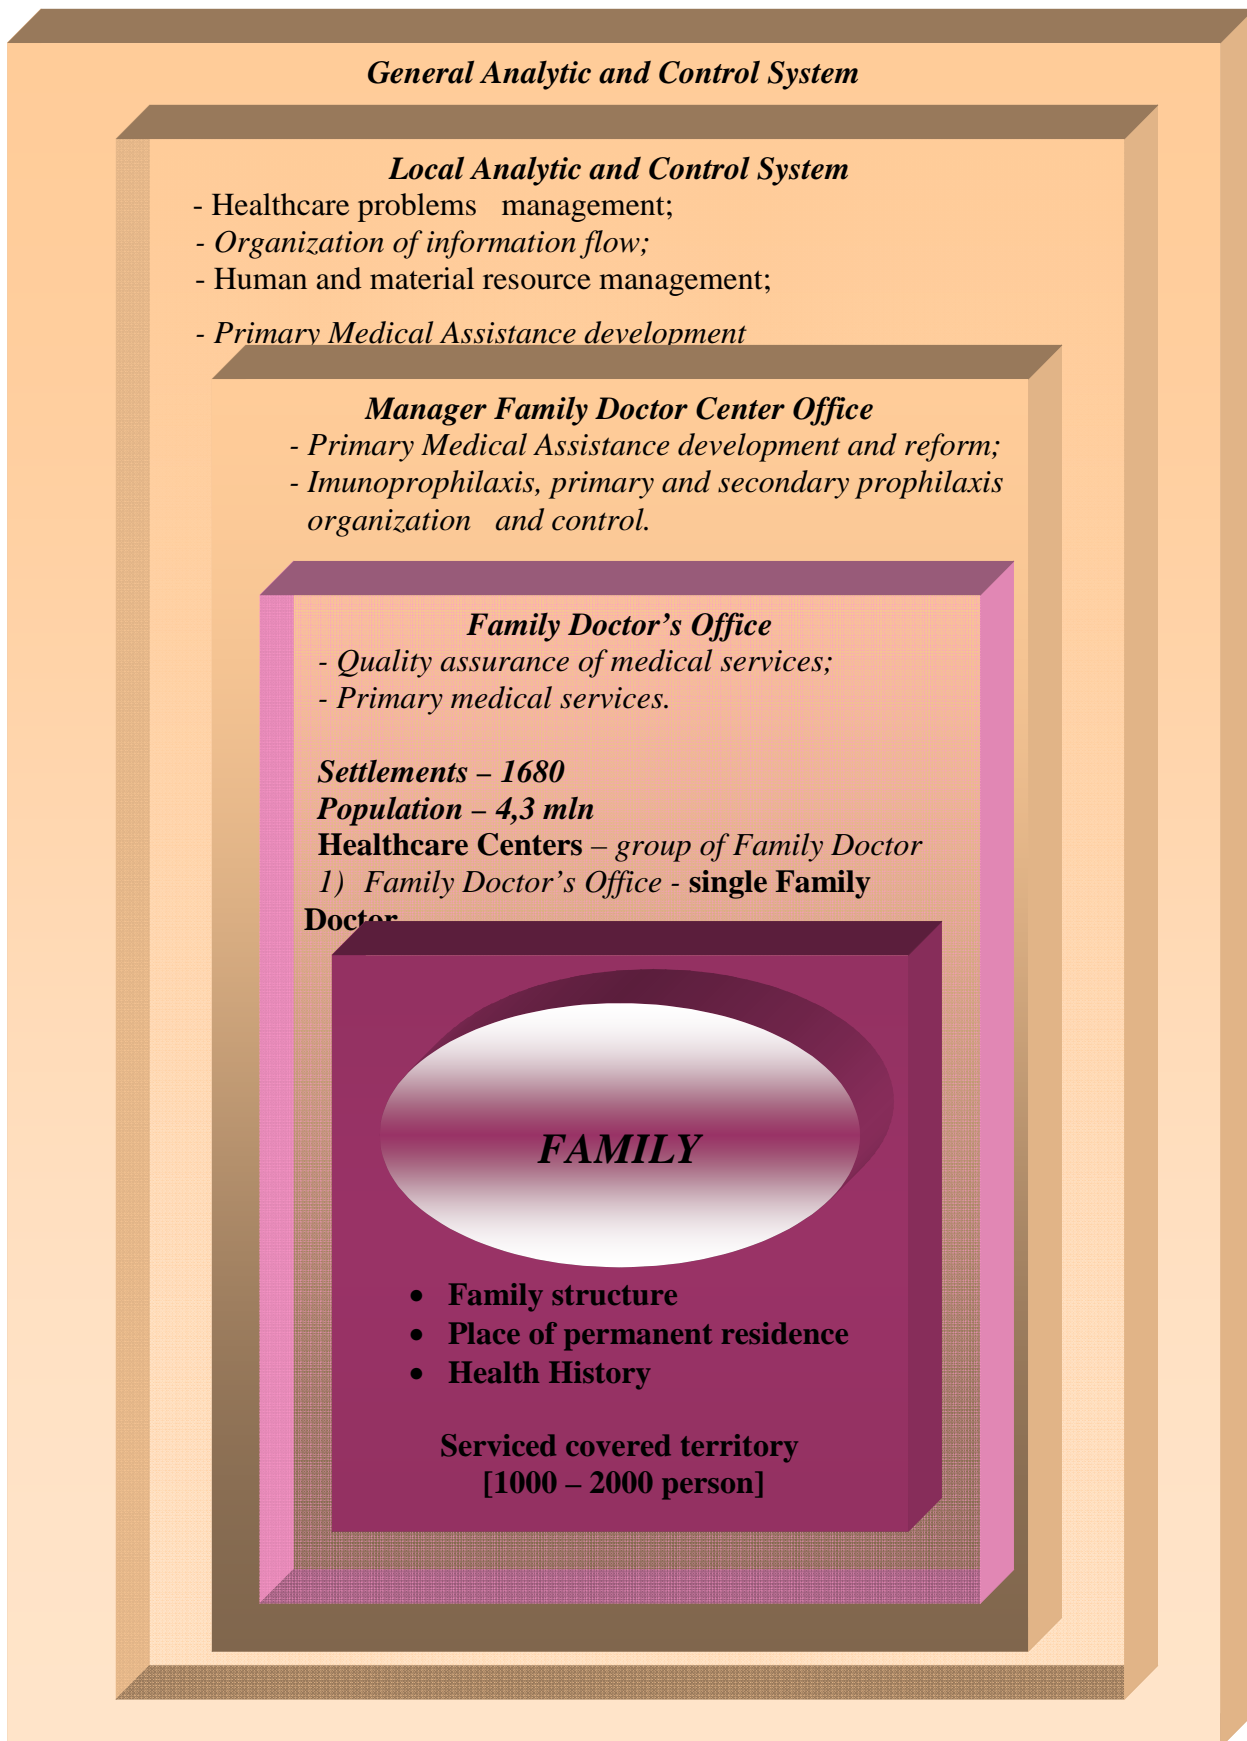 General Analytic and Control System
Local Analytic and Control System
- Healthcare problems management;
- Organization of information flow;
- Human and material resource management;
- Primary Medical Assistance development
Manager Family Doctor Center Office
- Primary Medical Assistance development and reform;
- Imunoprophilaxis, primary and secondary prophilaxis
organization and control.
Family Doctor’s Office
- Quality assurance of medical services;
- Primary medical services.
Settlements – 1680
Population – 4,3 mln
Healthcare Centers – group of Family Doctor
1) Family Doctor’s Office - single Family
Doctor
FAMILY
• Family structure
• Place of permanent residence
• Health History
Serviced covered territory
[1000 – 2000 person]